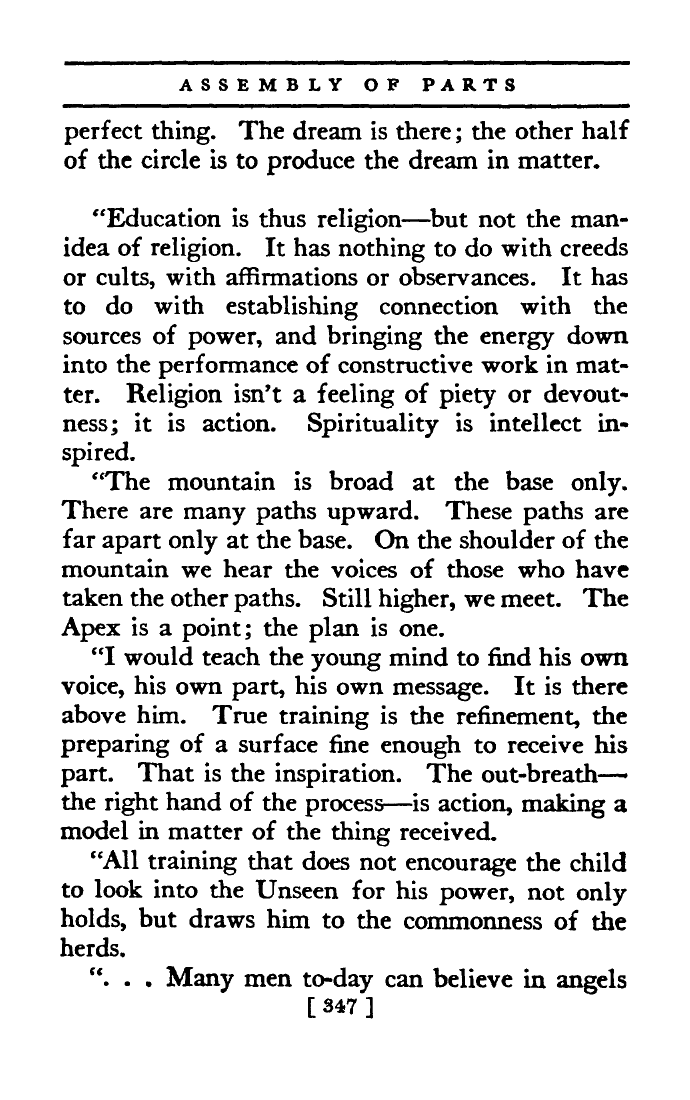 ASSEMBLY OF PARTS
perfect thing. The dream is there; the other half
of the circle is to produce the dream in matter.
“Education is thus religion—but not the man-
idea of religion. It has nothing to do with creeds
or cults, with affirmations or observances. It has
to do with establishing connection with the
sources of power, and bringing the energy down
into the performance of constructive work in mat-
ter. Religion isn’t a feeling of piety or devout-
ness; it is action. Spirituality is intellect in-
spired.
“The mountain is broad at the base only.
There are many paths upward. These paths are
far apart only at the base. On the shoulder of the
mountain we hear the voices of those who have
taken the other paths. Still higher, we meet. The
Apex is a point; the plan is one.
“I would teach the young mind to find his own
voice, his own part, his own message. It is there
above him. True training is the refinement, the
preparing of a surface fine enough to receive his
part. That is the inspiration. The out-breath—
the right hand of the process—is action, making a
model in matter of the thing received.
“All training that does not encourage the child
to look into the Unseen for his power, not only
holds, but draws him to the commonness of the
herds.
“. . . Many men to-day can believe in angels
[ 347 ]